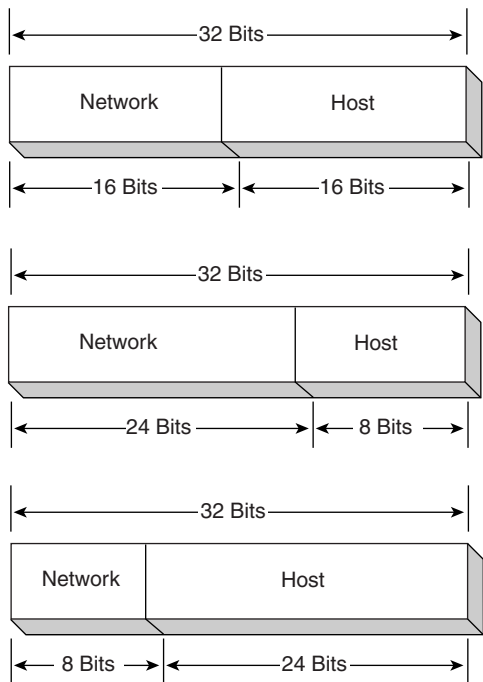 32 Bits
Network Host
16 Bits 16 Bits
32 Bits
Network Host
24 Bits 8 Bits
32 Bits
Network Host
8 Bits 24 Bits